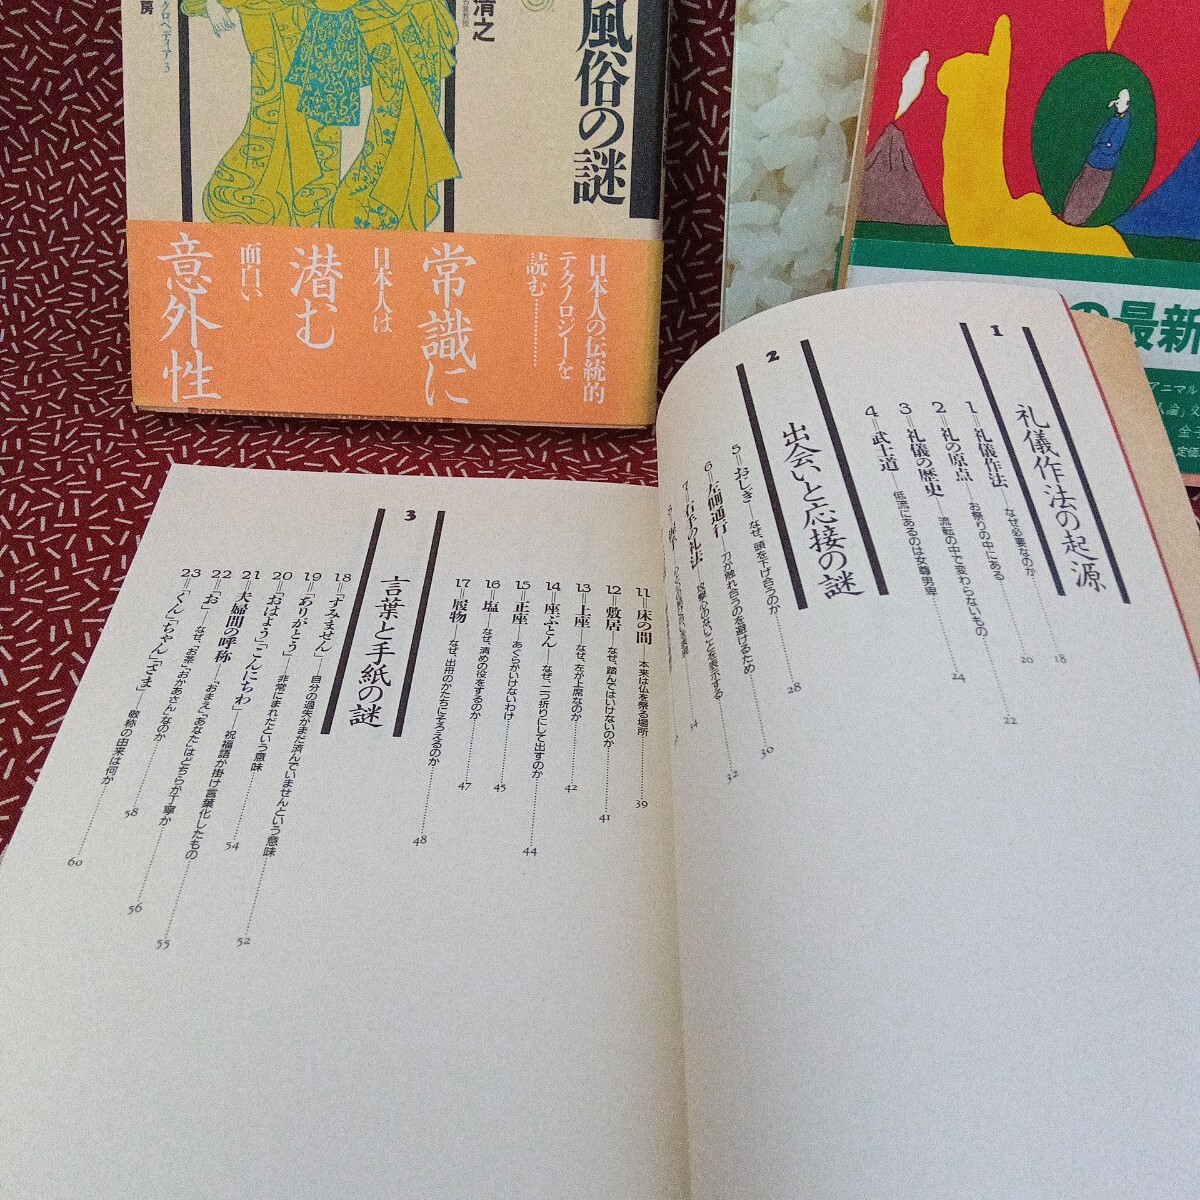 風俗の謎
清之
クロペディア3
房
日本人の伝統的
テクノロジーを
読む…………
常識に
日本人は
潜む
面白い
意外性
の最新
アニマル
定価
1
礼儀作法の起源
1=礼儀作法——なぜ必要なのか……18
2=礼の原点——お祭りの中にある……20
3=礼儀の歴史——流転の中で変わらないもの……22
4=武士道——低流にあるのは女尊男卑……24
2
出会いと応接の謎
5=おじぎ——なぜ、頭を下げ合うのか……28
6=左側通行——刀が触れ合うのを避けるため……30
7=右手の礼法——攻撃心のないことを表示する……32
34
11=床の間——本来は仏を祭る場所……39
12=敷居——なぜ、踏んではいけないのか……41
13=上座——なぜ、左が上席なのか……42
14=座ぶとん——なぜ、二つ折りにして出すのか……44
15=正座——あぐらがいけないわけ……45
16=塩——なぜ、清めの役をするのか……47
17=履物——なぜ、出用のかたちにそろえるのか……48
3
言葉と手紙の謎
18=「すみません」——自分の過失がまだ済んでいませんという意味……52
19=「ありがとう」——非常にまれだという意味……54
20=「おはよう」「こんにちわ」——祝福語が掛け言葉化したもの……55
21=夫婦間の呼称——「おまえ」「あなた」はどちらが丁寧か……56
22=「お」——なぜ、「お茶」「おかあさん」なのか……58
23=「くん」「ちゃん」「さま」——敬称の由来は何か……60